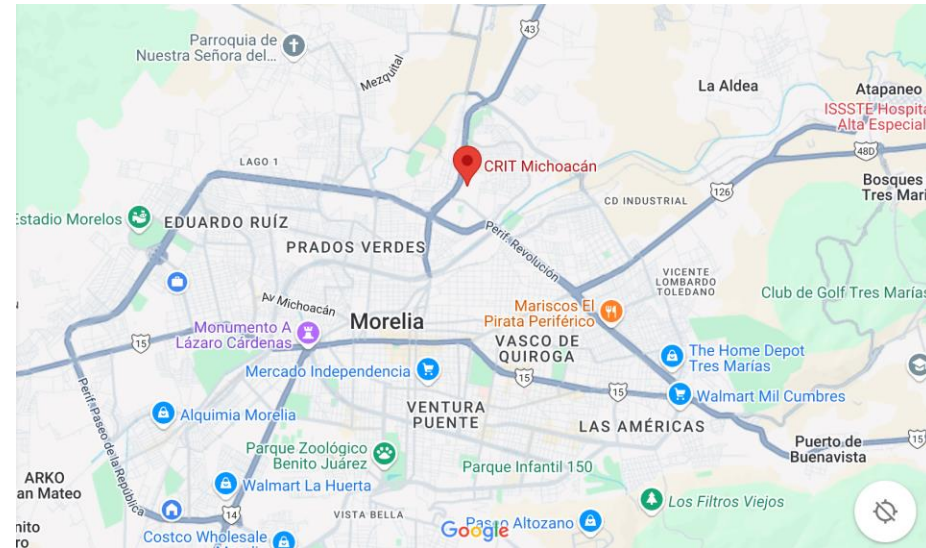 43
Parroquia de
Nuestra Señora del...
Mezquital
La Aldea
Atapaneo
ISSSTE Hospita
Alta Especial
48D
LAGO 1
CRIT Michoacán
Bosques
Tres Mari
126
CD INDUSTRIAL
Estadio Morelos
EDUARDO RUÍZ
PRADOS VERDES
Perif. Revolución
VICENTE
LOMBARDO
TOLEDANO
Club de Golf Tres Marías
Av Michoacán
Mariscos El
Pirata Periférico
Monumento A
Lázaro Cárdenas
Morelia
15
VASCO DE
QUIROGA
The Home Depot
Tres Marías
Mercado Independencia
15
15
Walmart Mil Cumbres
Perif. Paseo de la República
Alquimia Morelia
VENTURA
PUENTE
LAS AMÉRICAS
Puerto de
Buenavista
15
Parque Zoológico
Benito Juárez
Parque Infantil 150
ARKO
an Mateo
Walmart La Huerta
Los Filtros Viejos
14
VISTA BELLA
Google
Paseo Altozano
nito
ro
Costco Wholesale